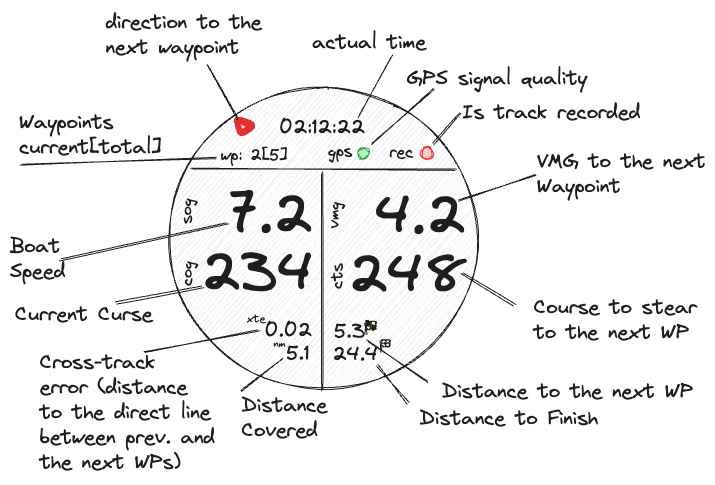 direction to the
next waypoint
actual time
GPS signal quality
Is track recorded
Waypoints
current[total]
02:12:22
wp: 2[5]
gps
rec
VMG to the next
Waypoint
sog
7.2
vmg
4.2
Boat
Speed
cog
234
cts
248
Current Curse
Course to stear
to the next WP
xte
0.02
5.3
nm
5.1
24.4
Cross-track
error (distance
to the direct line
between prev. and
the next WPs)
Distance
Covered
Distance to the next WP
Distance to Finish